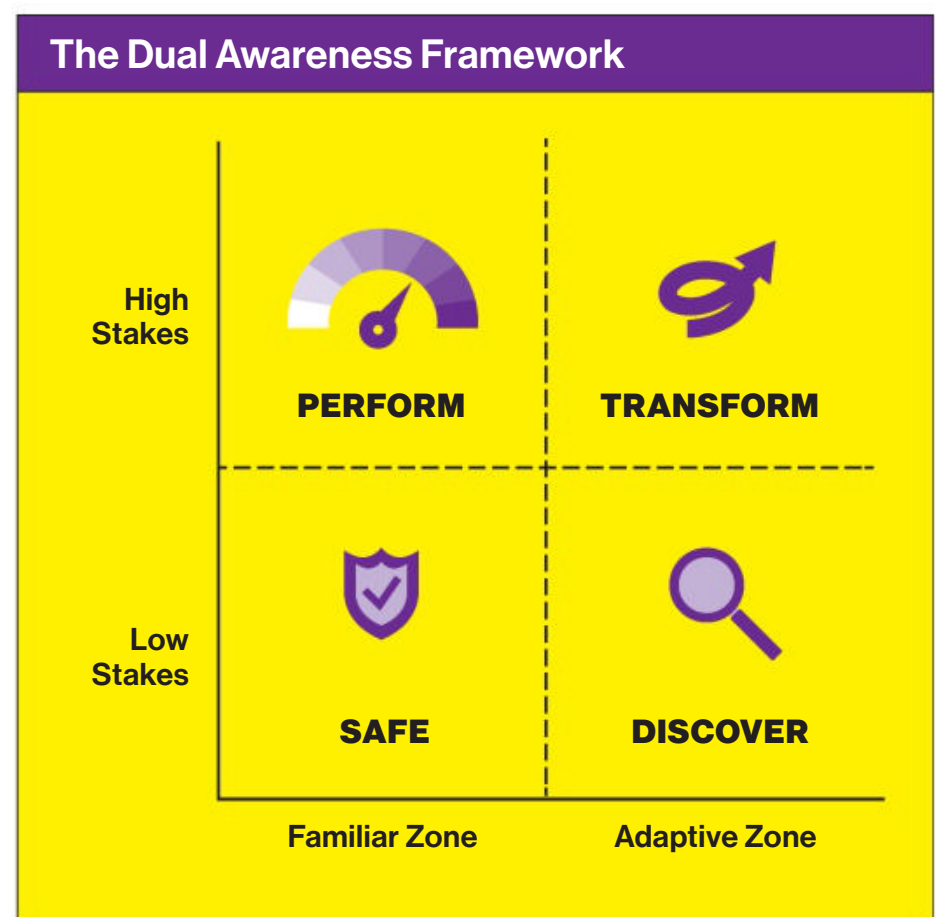 The Dual Awareness Framework
High
Stakes
PERFORM
TRANSFORM
Low
Stakes
SAFE
DISCOVER
Familiar Zone
Adaptive Zone